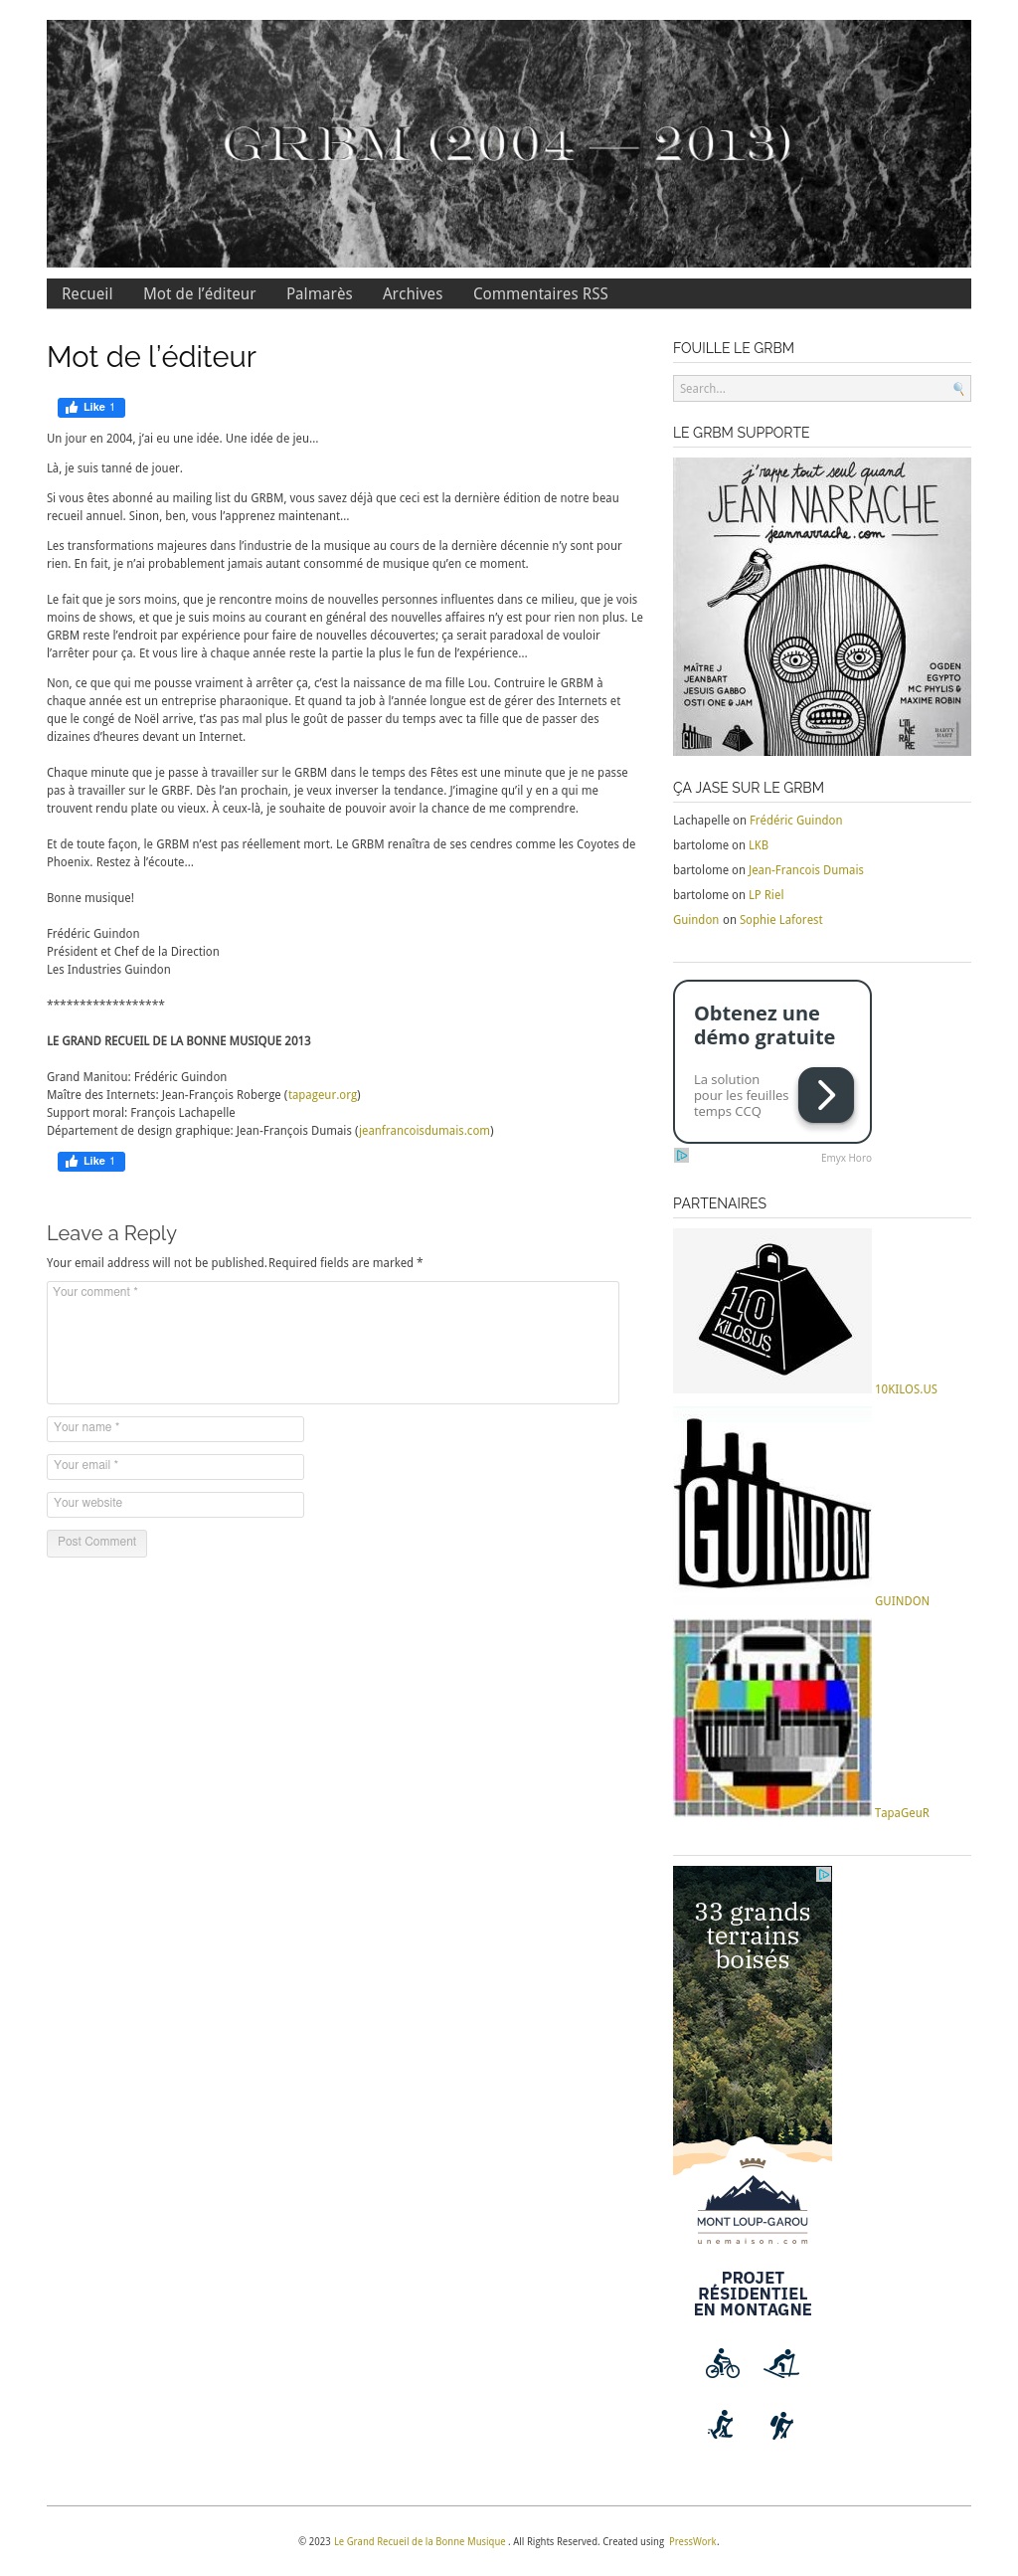 GRBM (2004 — 2013)
Recueil
Mot de l’éditeur
Palmarès
Archives
Commentaires RSS
Mot de l’éditeur
Like 1
Un jour en 2004, j’ai eu une idée. Une idée de jeu…
Là, je suis tanné de jouer.
Si vous êtes abonné au mailing list du GRBM, vous savez déjà que ceci est la dernière édition de notre beau
recueil annuel. Sinon, ben, vous l’apprenez maintenant…
Les transformations majeures dans l’industrie de la musique au cours de la dernière décennie n’y sont pour
rien. En fait, je n’ai probablement jamais autant consommé de musique qu’en ce moment.
Le fait que je sors moins, que je rencontre moins de nouvelles personnes influentes dans ce milieu, que je vois
moins de shows, et que je suis moins au courant en général des nouvelles affaires n’y est pour rien non plus. Le
GRBM reste l’endroit par expérience pour faire de nouvelles découvertes; ça serait paradoxal de vouloir
l’arrêter pour ça. Et vous lire à chaque année reste la partie la plus le fun de l’expérience…
Non, ce que qui me pousse vraiment à arrêter ça, c’est la naissance de ma fille Lou. Contruire le GRBM à
chaque année est un entreprise pharaonique. Et quand ta job à l’année longue est de gérer des Internets et
que le congé de Noël arrive, t’as pas mal plus le goût de passer du temps avec ta fille que de passer des
dizaines d’heures devant un Internet.
Chaque minute que je passe à travailler sur le GRBM dans le temps des Fêtes est une minute que je ne passe
pas à travailler sur le GRBF. Dès l’an prochain, je veux inverser la tendance. J’imagine qu’il y en a qui me
trouvent rendu plate ou vieux. À ceux-là, je souhaite de pouvoir avoir la chance de me comprendre.
Et de toute façon, le GRBM n’est pas réellement mort. Le GRBM renaîtra de ses cendres comme les Coyotes de
Phoenix. Restez à l’écoute…
Bonne musique!
Frédéric Guindon
Président et Chef de la Direction
Les Industries Guindon
******************
LE GRAND RECUEIL DE LA BONNE MUSIQUE 2013
Grand Manitou: Frédéric Guindon
Maître des Internets: Jean-François Roberge (tapageur.org)
Support moral: François Lachapelle
Département de design graphique: Jean-François Dumais (jeanfrancoisdumais.com)
Like 1
Leave a Reply
Your email address will not be published.Required fields are marked *
Your comment *
Your name *
Your email *
Your website
Post Comment
FOUILLE LE GRBM
Search...
LE GRBM SUPPORTE
j’rappe tout seul quand
JEAN NARRACHE
jeannarrache.com
MAÎTRE J
JEANBART
JESUIS GABBO
OSTI ONE & JAM
OGDEN
EGYPTO
MC PHYLIS &
MAXIME ROBIN
ÇA JASE SUR LE GRBM
Lachapelle on Frédéric Guindon
bartolome on LKB
bartolome on Jean-Francois Dumais
bartolome on LP Riel
Guindon on Sophie Laforest
Obtenez une
démo gratuite
La solution
pour les feuilles
temps CCQ
Emyx Horo
PARTENAIRES
10
KILOS.US
10KILOS.US
GUINDON
GUINDON
TapaGeuR
33 grands
terrains
boisés
MONT LOUP-GAROU
unemaison.com
PROJET
RÉSIDENTIEL
EN MONTAGNE
© 2023 Le Grand Recueil de la Bonne Musique . All Rights Reserved. Created using PressWork.